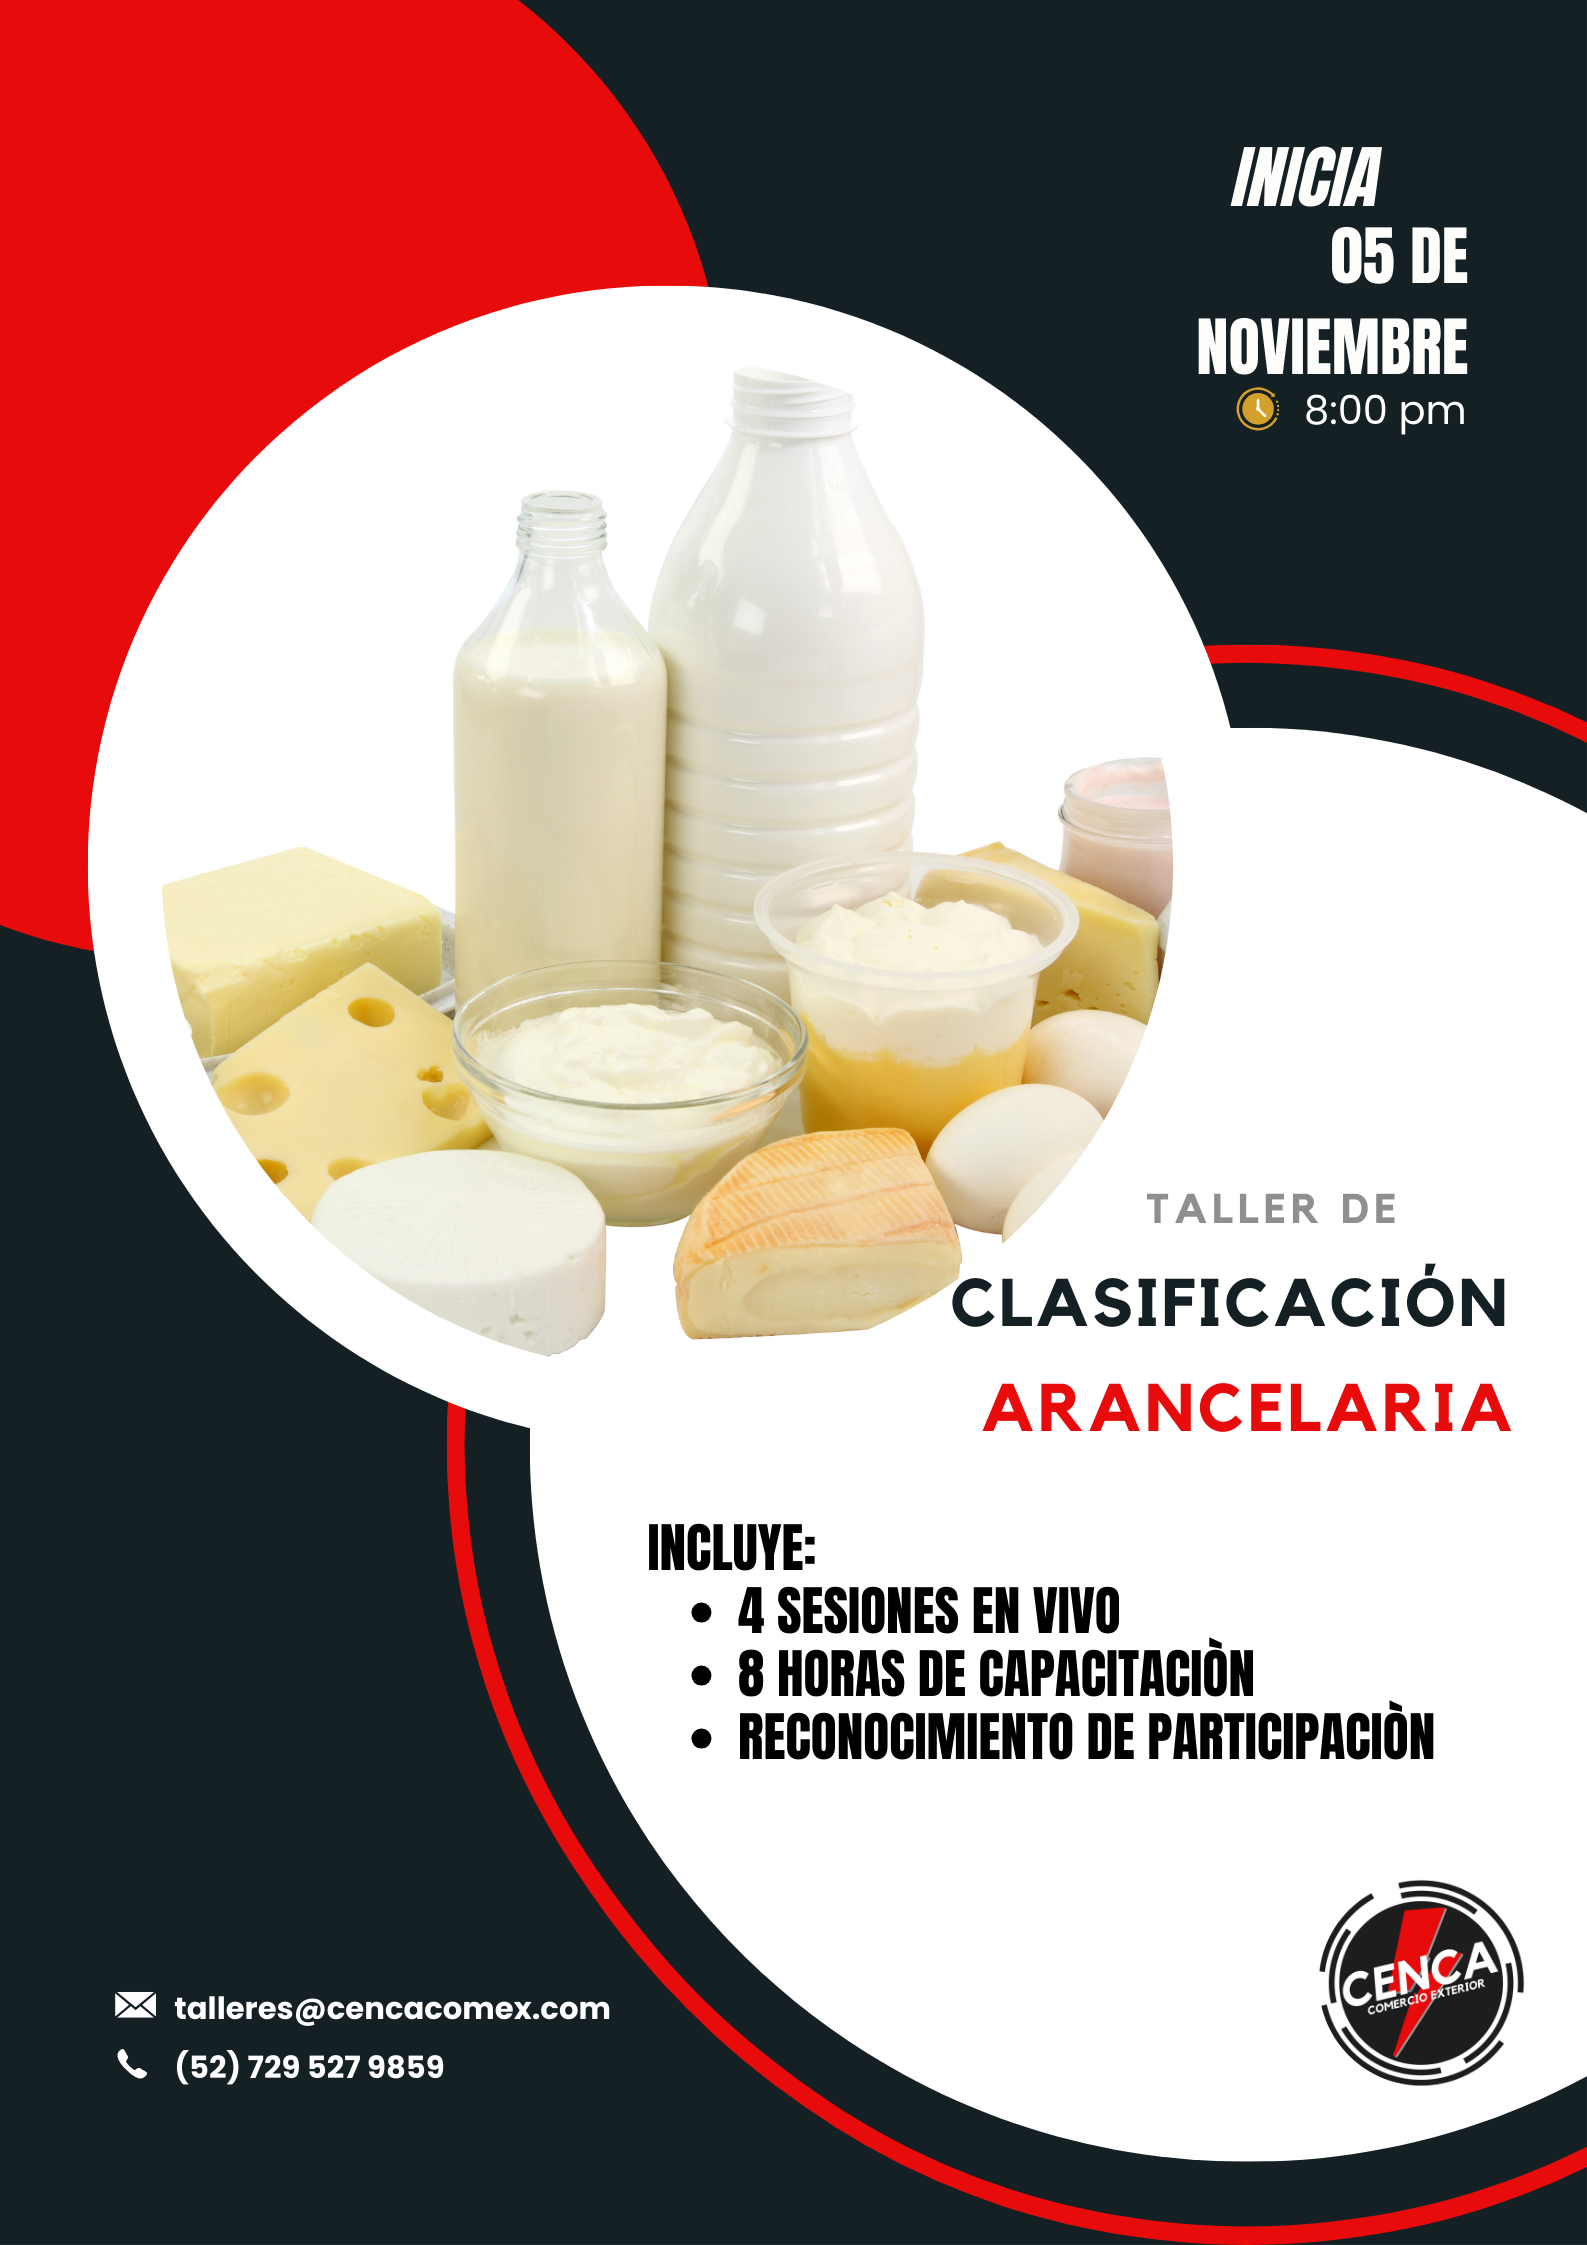 INICIA
05 DE
NOVIEMBRE
8:00 pm
TALLER DE
CLASIFICACIÓN
ARANCELARIA
INCLUYE:
• 4 SESIONES EN VIVO
• 8 HORAS DE CAPACITACIÒN
• RECONOCIMIENTO DE PARTICIPACIÒN
CENCA
COMERCIO EXTERIOR
talleres@cencacomex.com
(52) 729 527 9859